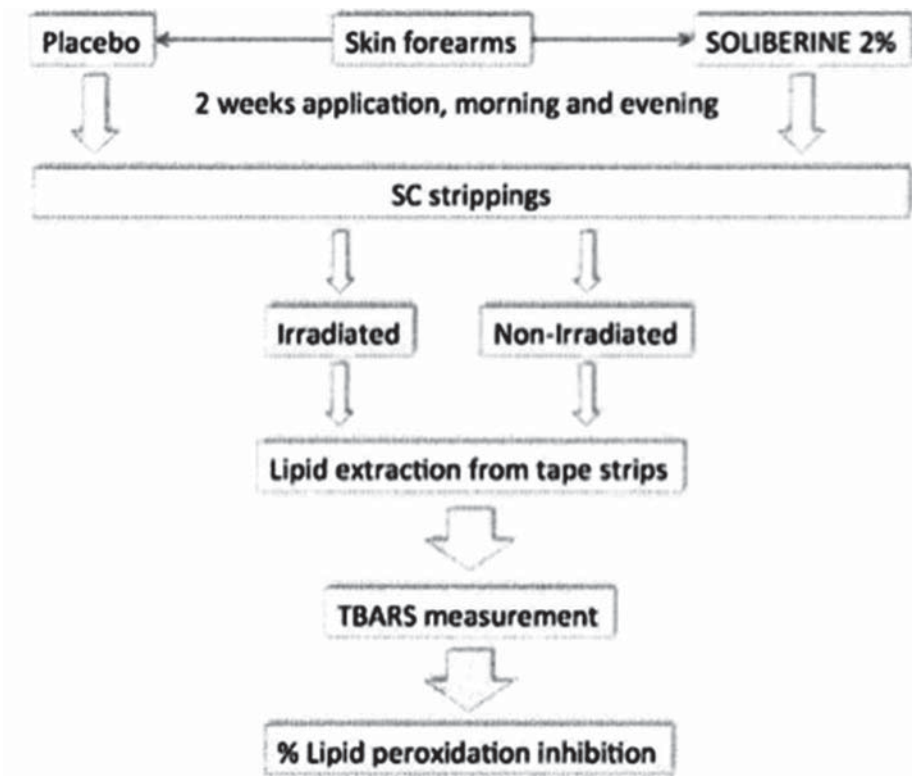 Placebo
Skin forearms
SOLIBERINE 2%
2 weeks application, morning and evening
SC strippings
Irradiated
Non-Irradiated
Lipid extraction from tape strips
TBARS measurement
% Lipid peroxidation inhibition